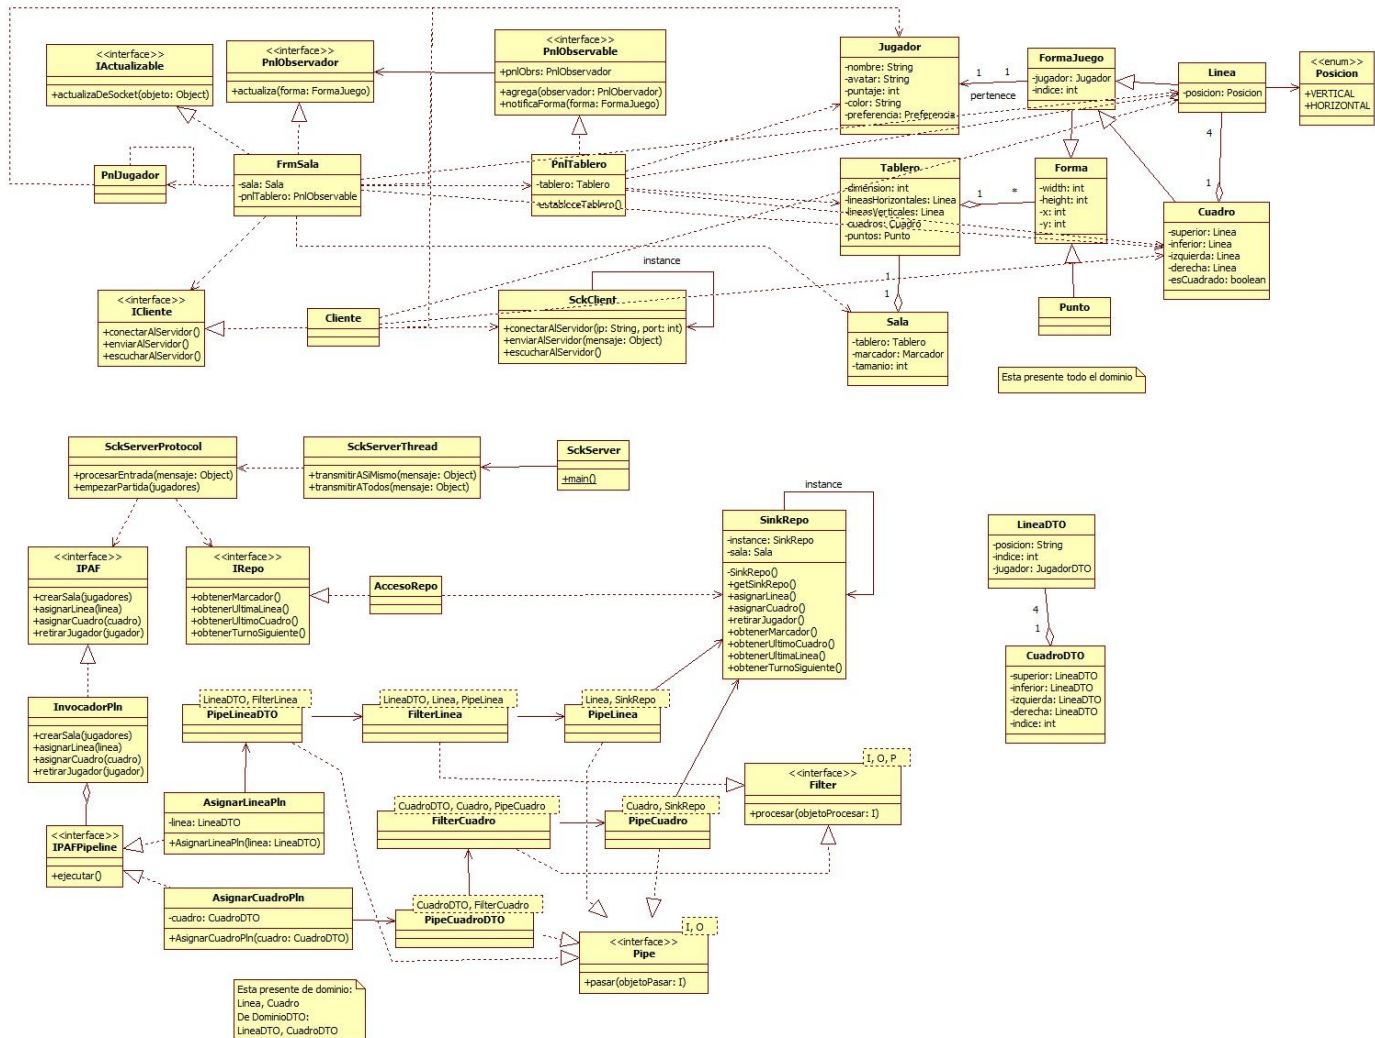 <<interface>>
IActualizable
+actualizaDeSocket(objeto: Object)
<<interface>>
PnlObservador
+actualiza(forma: FormaJuego)
<<interface>>
PnlObservable
+pnlObrs: PnlObservador
+agrega(observador: PnlObervador)
+notificaForma(forma: FormaJuego)
Jugador
-nombre: String
-avatar: String
-puntaje: int
-color: String
-preferencia: Preferencia
1
1
pertenece
FormaJuego
-jugador: Jugador
-indice: int
Linea
-posicion: Posicion
<<enum>>
Posicion
+VERTICAL
+HORIZONTAL
PnlJugador
FrmSala
-sala: Sala
-pnlTablero: PnlObservable
PnlTablero
-tablero: Tablero
+estableceTablero()
Tablero
-dimension: int
-lineasHorizontales: Linea
-lineasVerticales: Linea
-cuadros: Cuadro
-puntos: Punto
1
*
Forma
-width: int
-height: int
-x: int
-y: int
4
1
Cuadro
-superior: Linea
-inferior: Linea
-izquierda: Linea
-derecha: Linea
-esCuadrado: boolean
<<interface>>
ICliente
+conectarAlServidor()
+enviarAlServidor()
+escucharAlServidor()
Cliente
instance
SckClient
+conectarAlServidor(ip: String, port: int)
+enviarAlServidor(mensaje: Object)
+escucharAlServidor()
1
1
Sala
-tablero: Tablero
-marcador: Marcador
-tamanio: int
Punto
Esta presente todo el dominio
SckServerProtocol
+procesarEntrada(mensaje: Object)
+empezarPartida(jugadores)
SckServerThread
+transmitirASiMismo(mensaje: Object)
+transmitirATodos(mensaje: Object)
SckServer
+main()
<<interface>>
IPAF
+crearSala(jugadores)
+asignarLinea(linea)
+asignarCuadro(cuadro)
+retirarJugador(jugador)
<<interface>>
IRepo
+obtenerMarcador()
+obtenerUltimaLinea()
+obtenerUltimoCuadro()
+obtenerTurnoSiguiente()
AccesoRepo
instance
SinkRepo
-instance: SinkRepo
-sala: Sala
-SinkRepo()
+getSinkRepo()
+asignarLinea()
+asignarCuadro()
+retirarJugador()
+obtenerMarcador()
+obtenerUltimoCuadro()
+obtenerUltimaLinea()
+obtenerTurnoSiguiente()
LineaDTO
-posicion: String
-indice: int
-jugador: JugadorDTO
4
1
CuadroDTO
-superior: LineaDTO
-inferior: LineaDTO
-izquierda: LineaDTO
-derecha: LineaDTO
-indice: int
InvocadorPln
+crearSala(jugadores)
+asignarLinea(linea)
+asignarCuadro(cuadro)
+retirarJugador(jugador)
LineaDTO, FilterLinea
PipeLineaDTO
LineaDTO, Linea, PipeLinea
FilterLinea
Linea, SinkRepo
PipeLinea
I, O, P
<<interface>>
Filter
+procesar(objetoProcesar: I)
AsignarLineaPln
-linea: LineaDTO
+AsignarLineaPln(linea: LineaDTO)
CuadroDTO, Cuadro, PipeCuadro
FilterCuadro
Cuadro, SinkRepo
PipeCuadro
<<interface>>
IPAFPipeline
+ejecutar()
AsignarCuadroPln
-cuadro: CuadroDTO
+AsignarCuadroPln(cuadro: CuadroDTO)
CuadroDTO, FilterCuadro
PipeCuadroDTO
I, O
<<interface>>
Pipe
+pasar(objetoPasar: I)
Esta presente de dominio:
Linea, Cuadro
De DominioDTO:
LineaDTO, CuadroDTO